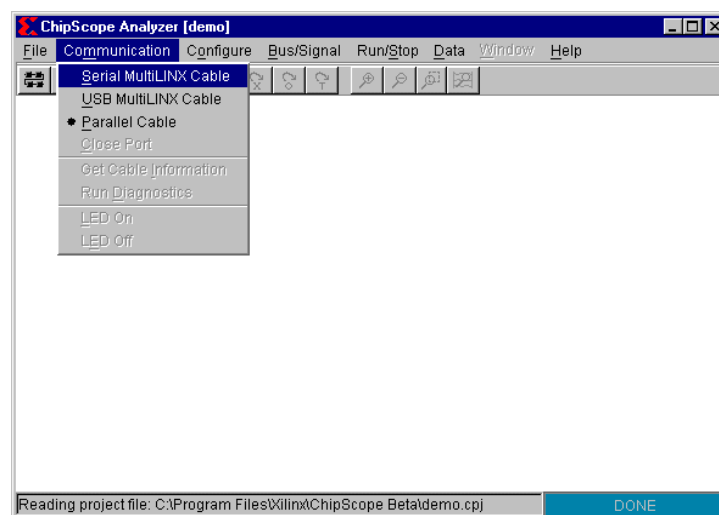 ChipScope Analyzer [demo]
File Communication Configure Bus/Signal Run/Stop Data Window Help
Serial MultiLINX Cable
USB MultiLINX Cable
Parallel Cable
Close Port
Get Cable Information
Run Diagnostics
LED On
LED Off
X T
Reading project file: C:\Program Files\Xilinx\ChipScope Beta\demo.cpj DONE